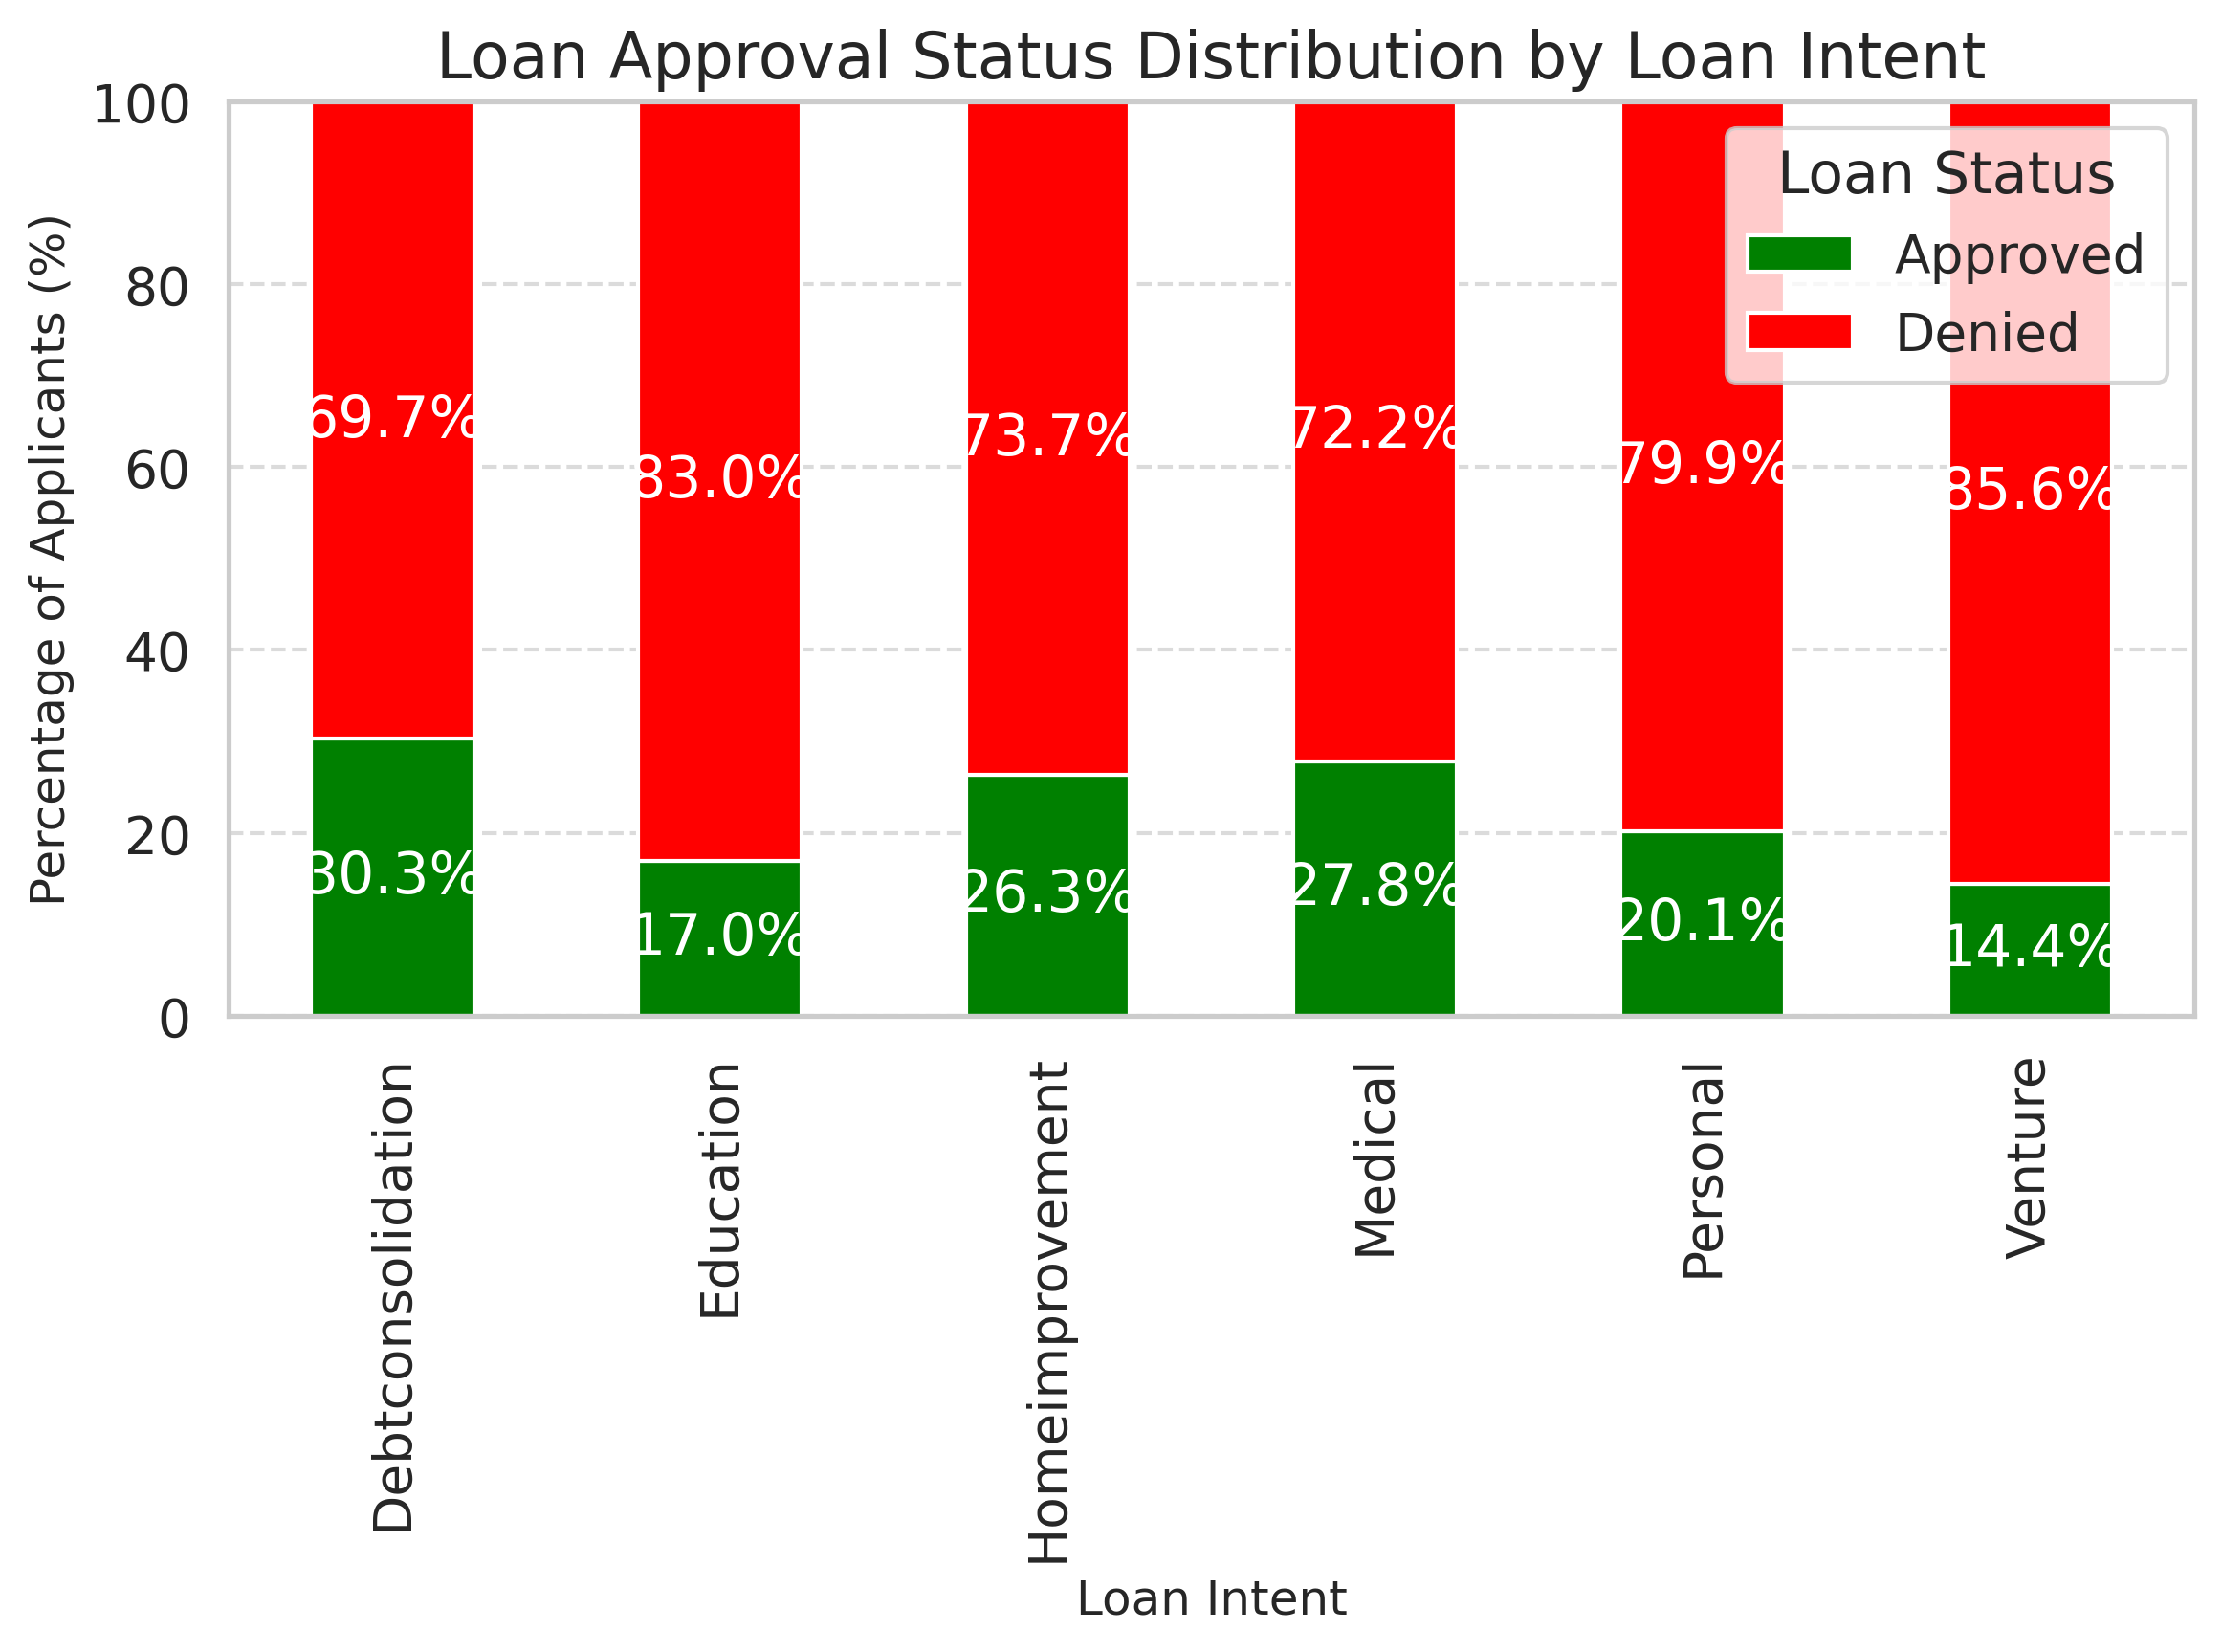 Loan Approval Status Distribution by Loan Intent
Percentage of Applicants (%)
100
80
60
40
20
0
Loan Status
Approved
Denied
69.7%
83.0%
73.7%
72.2%
79.9%
85.6%
30.3%
17.0%
26.3%
27.8%
20.1%
14.4%
Debtconsolidation
Education
Homeimprovement
Medical
Personal
Venture
Loan Intent